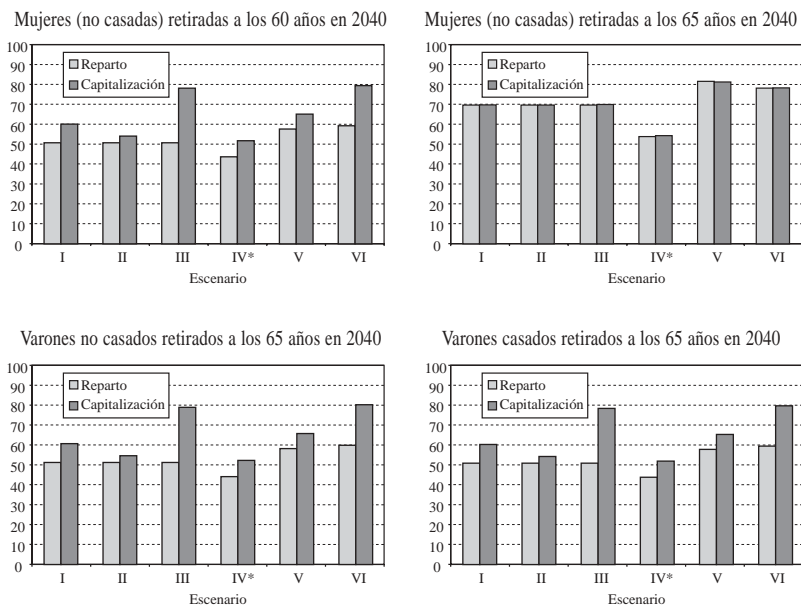 Mujeres (no casadas) retiradas a los 60 años en 2040
100
90
80
70
60
50
40
30
20
10
0
Reparto
Capitalización
I II III IV* V VI
Escenario
Mujeres (no casadas) retiradas a los 65 años en 2040
100
90
80
70
60
50
40
30
20
10
0
Reparto
Capitalización
I II III IV* V VI
Escenario
Varones no casados retirados a los 65 años en 2040
100
90
80
70
60
50
40
30
20
10
0
Reparto
Capitalización
I II III IV* V VI
Escenario
Varones casados retirados a los 65 años en 2040
100
90
80
70
60
50
40
30
20
10
0
Reparto
Capitalización
I II III IV* V VI
Escenario